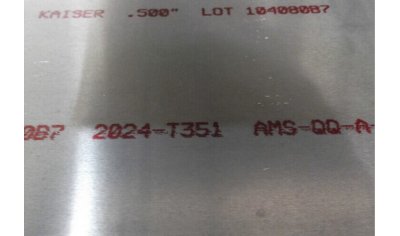 KAISER .500" LOT 10408087
087 2024-T351 AMS-QQ-A-